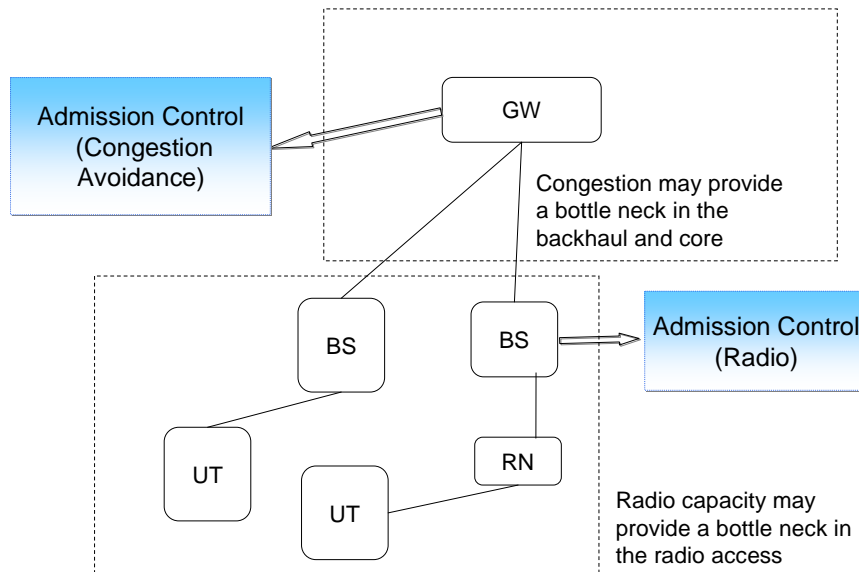 GW
Admission Control
(Congestion
Avoidance)
Congestion may provide
a bottle neck in the
backhaul and core
BS
BS
Admission Control
(Radio)
UT
RN
UT
Radio capacity may
provide a bottle neck in
the radio access